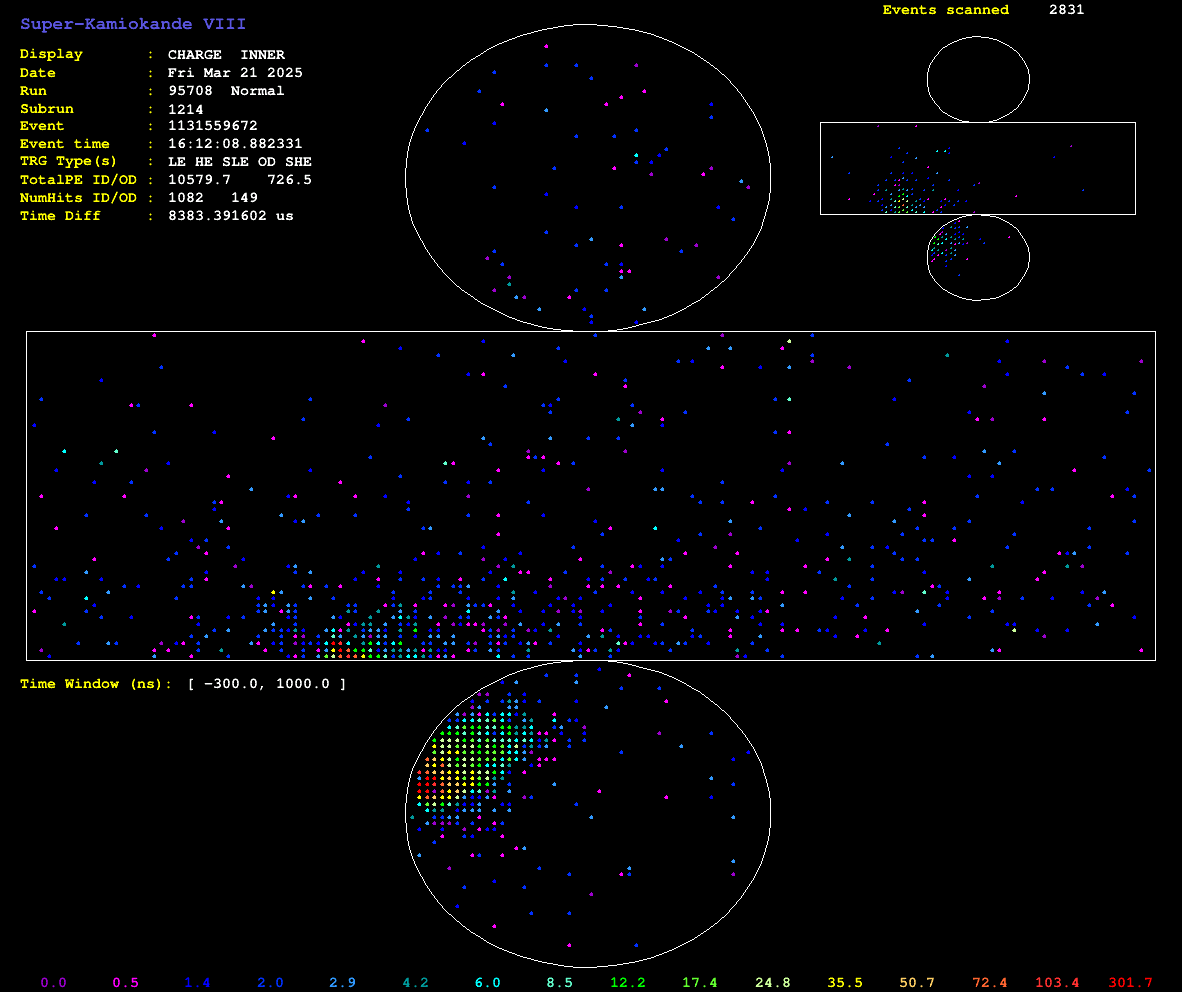 Super-Kamiokande VIII
Events scanned 2831
Display : CHARGE INNER
Date : Fri Mar 21 2025
Run : 95708 Normal
Subrun : 1214
Event : 1131559672
Event time : 16:12:08.882331
TRG Type(s) : LE HE SLE OD SHE
TotalPE ID/OD : 10579.7 726.5
NumHits ID/OD : 1082 149
Time Diff : 8383.391602 us
Time Window (ns): [ -300.0, 1000.0 ]
0.0 0.5 1.4 2.0 2.9 4.2 6.0 8.5 12.2 17.4 24.8 35.5 50.7 72.4 103.4 301.7